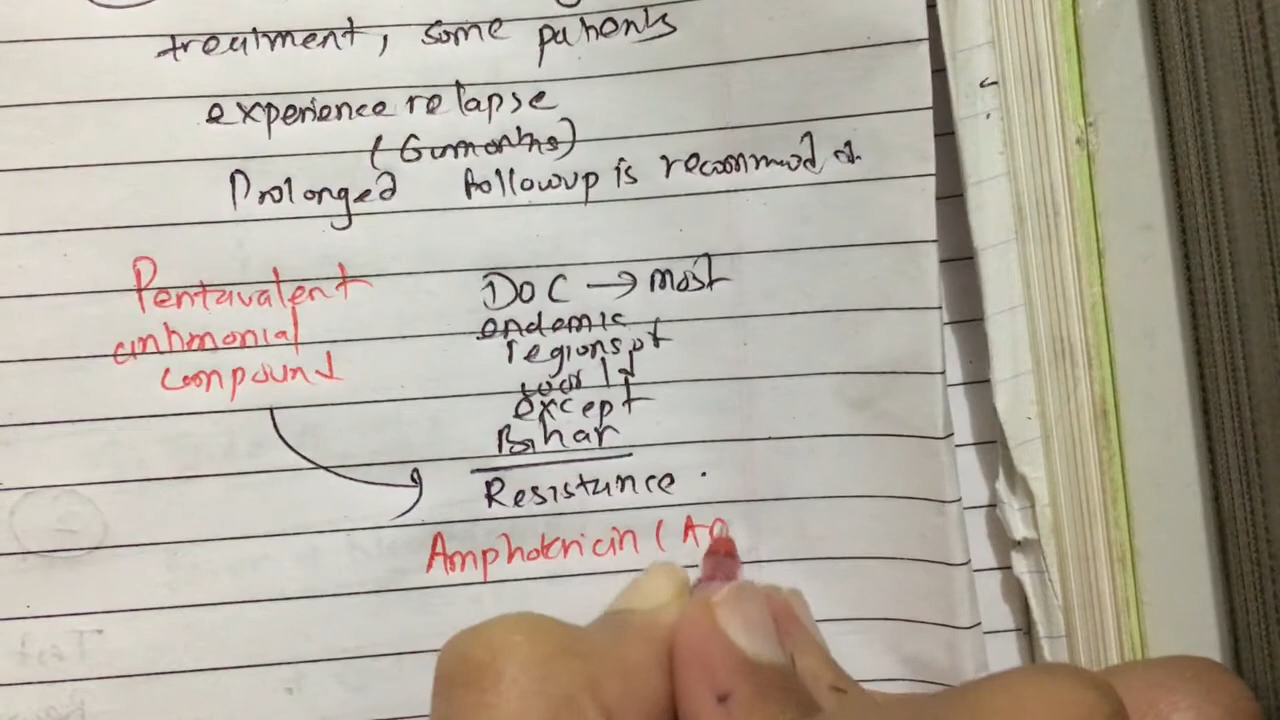 treatment, some patients
experience relapse
(6 months)
Prolonged followup is recommended
Pentavalent
antimonial
compound
DOC → most
endemic
regions of
world
except
Bihar
Resistance
Amphotericin (A